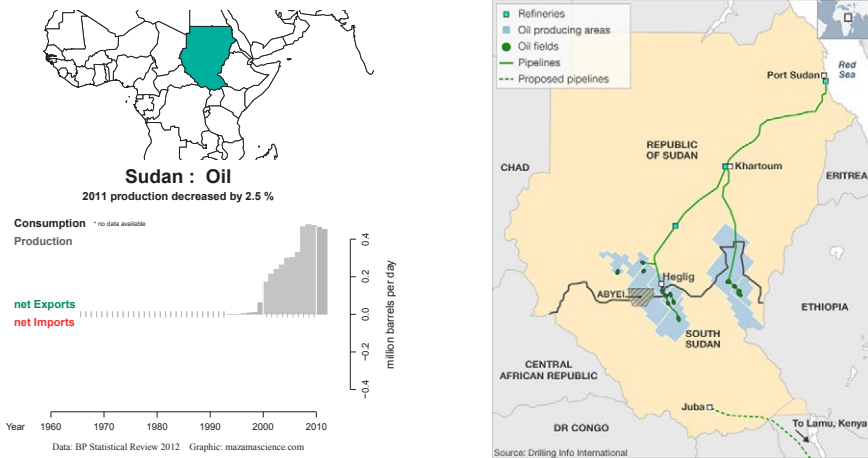 Sudan : Oil
2011 production decreased by 2.5 %
Consumption * no data available
Production
net Exports
net Imports
0.4
0.2
0.0
−0.2
−0.4
million barrels per day
Year 1960 1970 1980 1990 2000 2010
Data: BP Statistical Review 2012 Graphic: mazamascience.com
Refineries
Oil producing areas
Oil fields
Pipelines
Proposed pipelines
Red
Sea
Port Sudan
REPUBLIC
OF SUDAN
CHAD
Khartoum
ERITREA
Heglig
ABYEI
ETHIOPIA
SOUTH
SUDAN
CENTRAL
AFRICAN REPUBLIC
Juba
DR CONGO
To Lamu, Kenya
Source: Drilling Info International